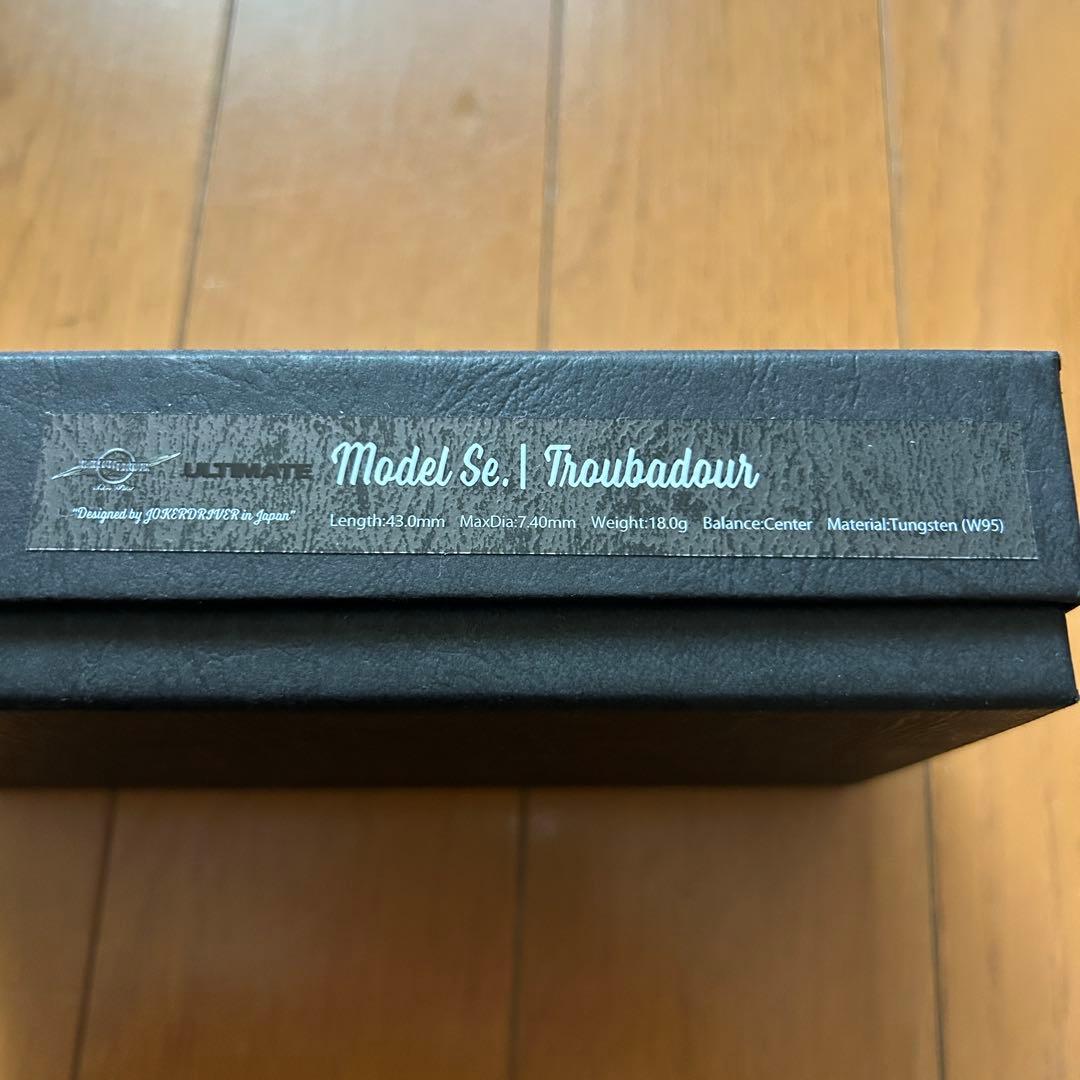 ULTIMATE
Model Se. | Troubadour
"Designed by JOKERDRIVER in Japan"
Length:43.0mm MaxDia:7.40mm Weight:18.0g Balance:Center Material:Tungsten (W95)